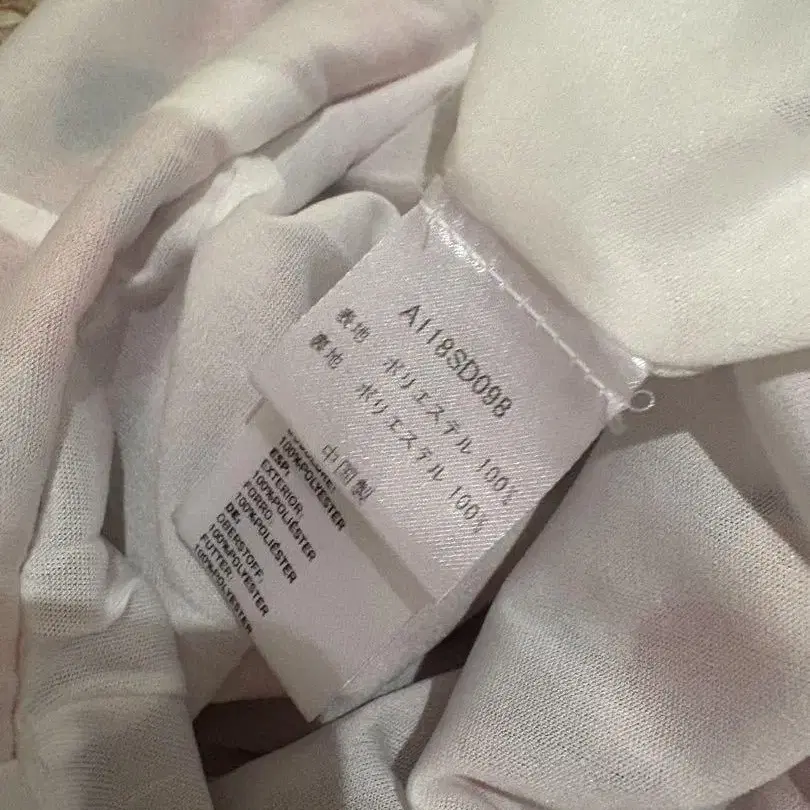 A118SD098
表地 ポリエステル 100%
裏地 ポリエステル 100%
中国製
100%POLYESTER
ESP:
EXTERIOR:
100%POLIÉSTER
FORRO:
100%POLIÉSTER
DE:
OBERSTOFF:
100%POLYESTER
FUTTER:
100%POLYESTER